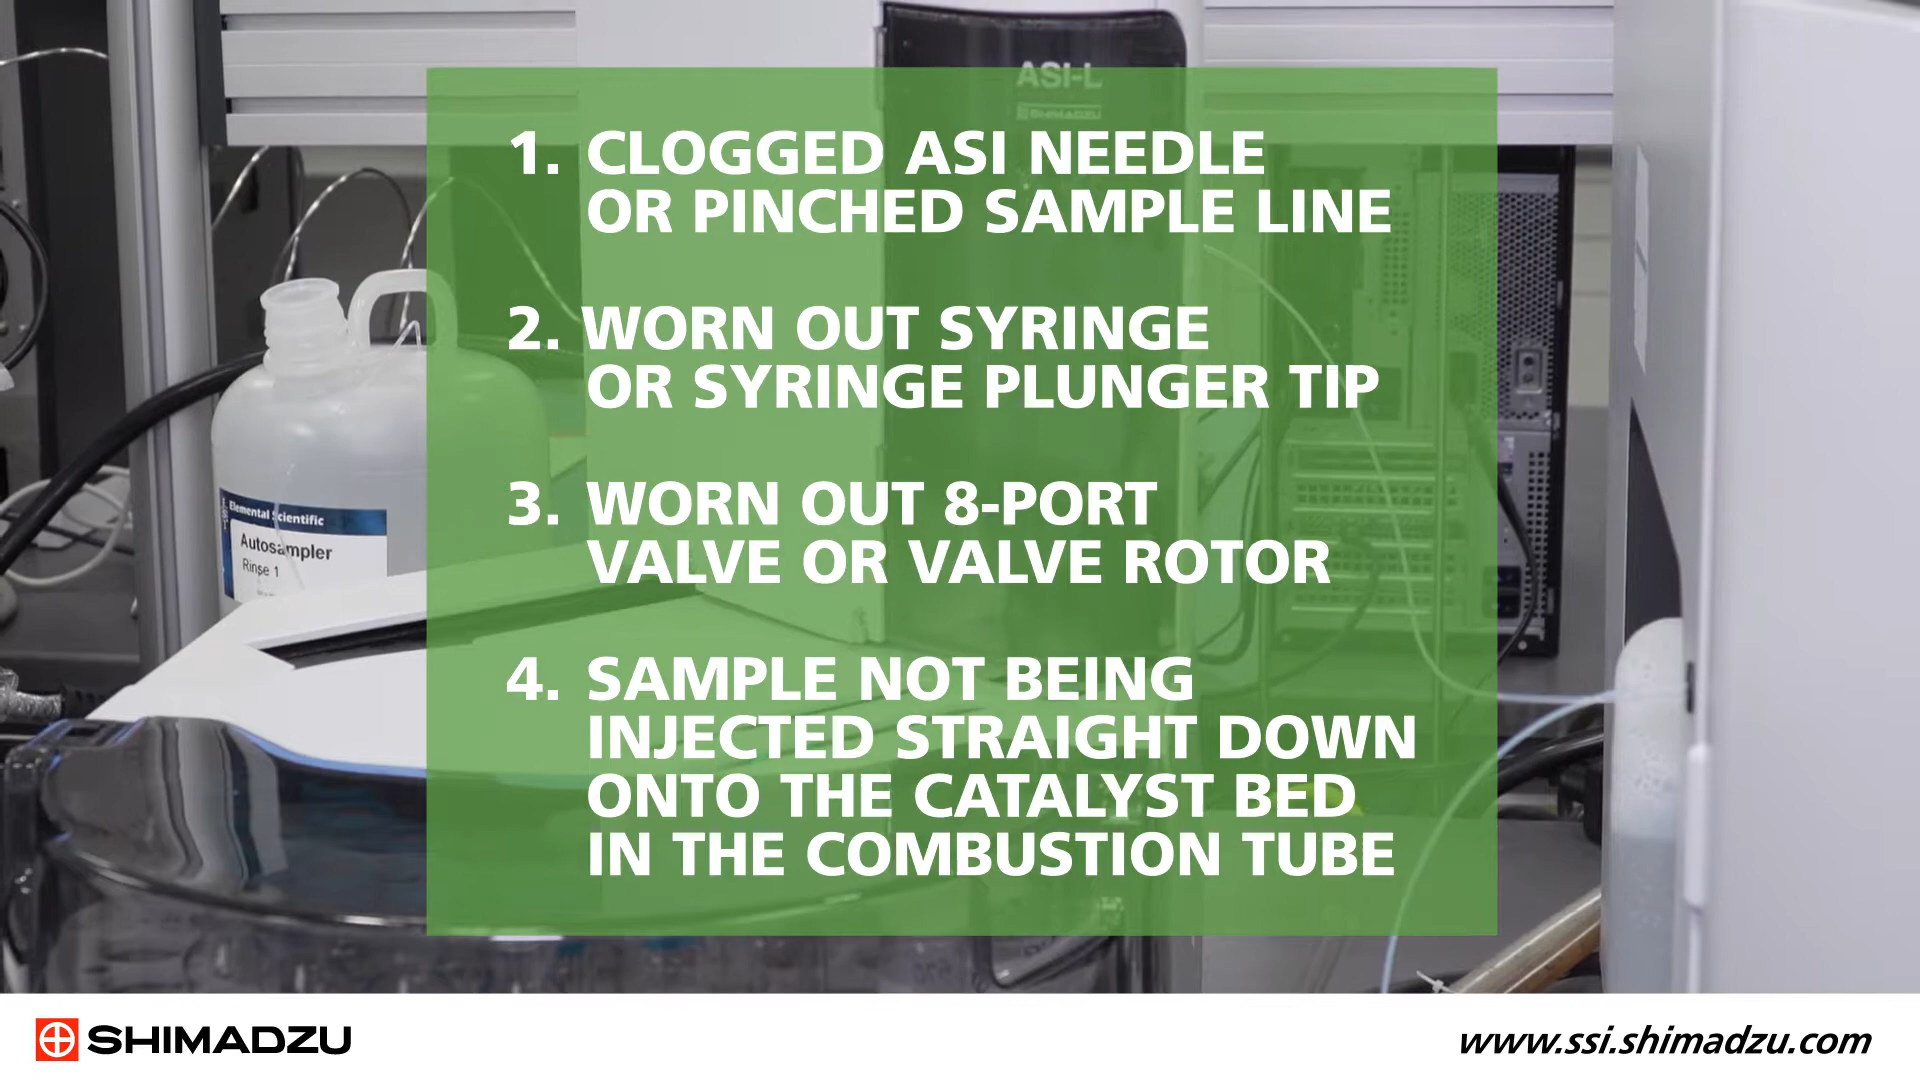 ASI-L
SHIMADZU
1. CLOGGED ASI NEEDLE
OR PINCHED SAMPLE LINE
2. WORN OUT SYRINGE
OR SYRINGE PLUNGER TIP
3. WORN OUT 8-PORT
VALVE OR VALVE ROTOR
4. SAMPLE NOT BEING
INJECTED STRAIGHT DOWN
ONTO THE CATALYST BED
IN THE COMBUSTION TUBE
Elemental Scientific
Autosampler
Rinse 1
SHIMADZU
www.ssi.shimadzu.com